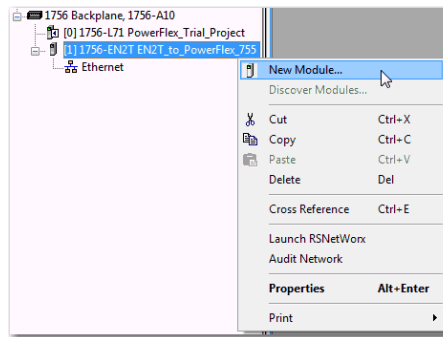 1756 Backplane, 1756-A10
[0] 1756-L71 PowerFlex_Trial_Project
[1] 1756-EN2T EN2T_to_PowerFlex_755
Ethernet
New Module...
Discover Modules...
Cut Ctrl+X
Copy Ctrl+C
Paste Ctrl+V
Delete Del
Cross Reference Ctrl+E
Launch RSNetWorx
Audit Network
Properties Alt+Enter
Print